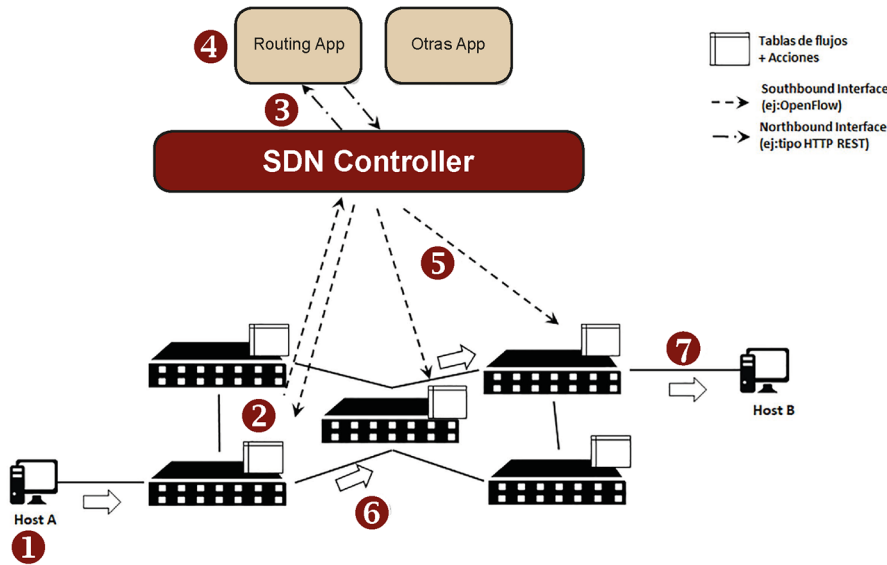 4
Routing App
Otras App
Tablas de flujos
+ Acciones
3
Southbound Interface
(ej:OpenFlow)
Northbound Interface
(ej:tipo HTTP REST)
SDN Controller
5
7
2
Host B
6
Host A
1